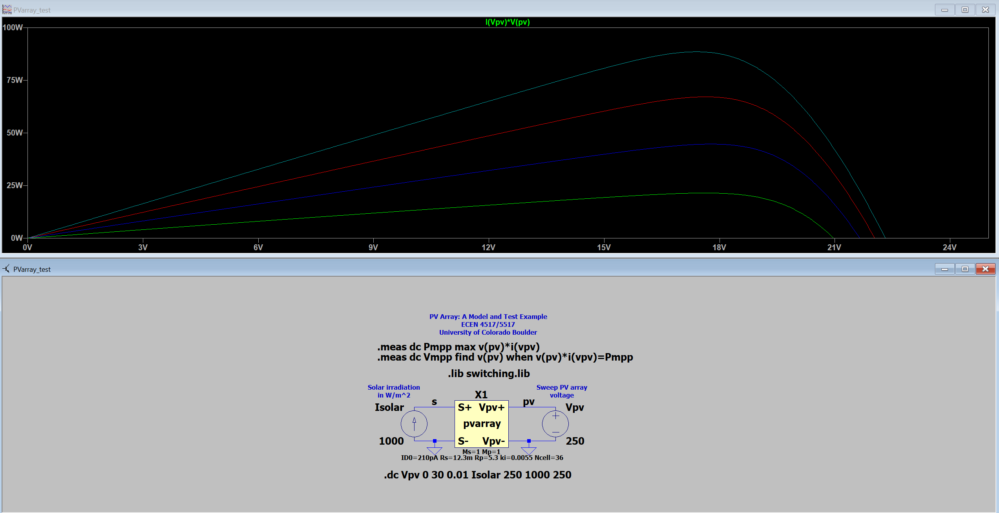 PVarray_test
I(Vpv)*V(pv)
100W
75W
50W
25W
0W
0V 3V 6V 9V 12V 15V 18V 21V 24V
PVarray_test
PV Array: A Model and Test Example
ECEN 4517/5517
University of Colorado Boulder
.meas dc Pmpp max v(pv)*i(vpv)
.meas dc Vmpp find v(pv) when v(pv)*i(vpv)=Pmpp
.lib switching.lib
Solar irradiation
in W/m^2
Sweep PV array
voltage
X1
s
pv
Isolar
S+ Vpv+
Vpv
pvarray
1000
S- Vpv-
250
Ms=1 Mp=1
ID0=210pA Rs=12.3m Rp=5.3 ki=0.0055 Ncell=36
.dc Vpv 0 30 0.01 Isolar 250 1000 250